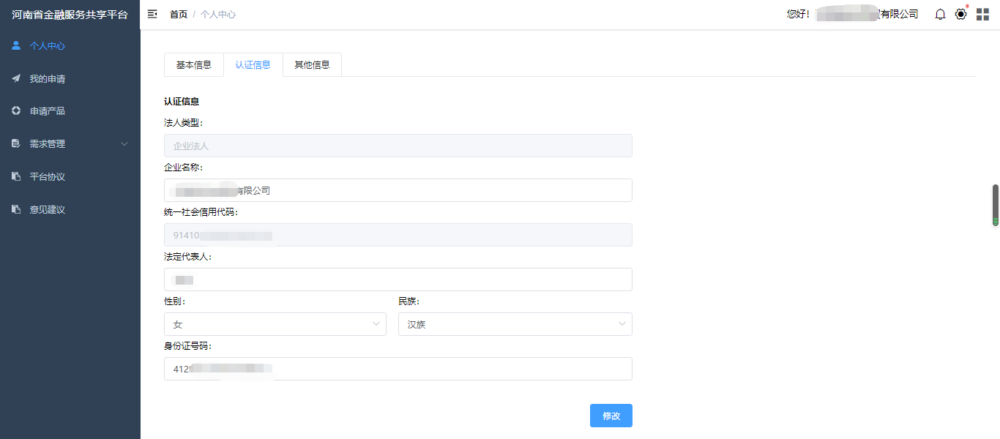 河南省金融服务共享平台
首页 / 个人中心
您好！
有限公司
个人中心
我的申请
申请产品
需求管理
平台协议
意见建议
基本信息
认证信息
其他信息
认证信息
法人类型：
企业法人
企业名称：
有限公司
统一社会信用代码：
91410
法定代表人：
性别：
民族：
女
汉族
身份证号码：
412
修改